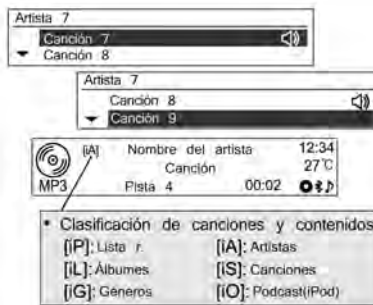 Artista 7
Canción 7
Canción 8
Artista 7
Canción 8
Canción 9
[iA] Nombre del artista 12:34
Canción 27℃
MP3 Pista 4 00:02
• Clasificación de canciones y contenidos
[iP]: Lista r. [iA]: Artistas
[iL]: Álbumes [iS]: Canciones
[iG]: Géneros [iO]: Podcast(iPod)